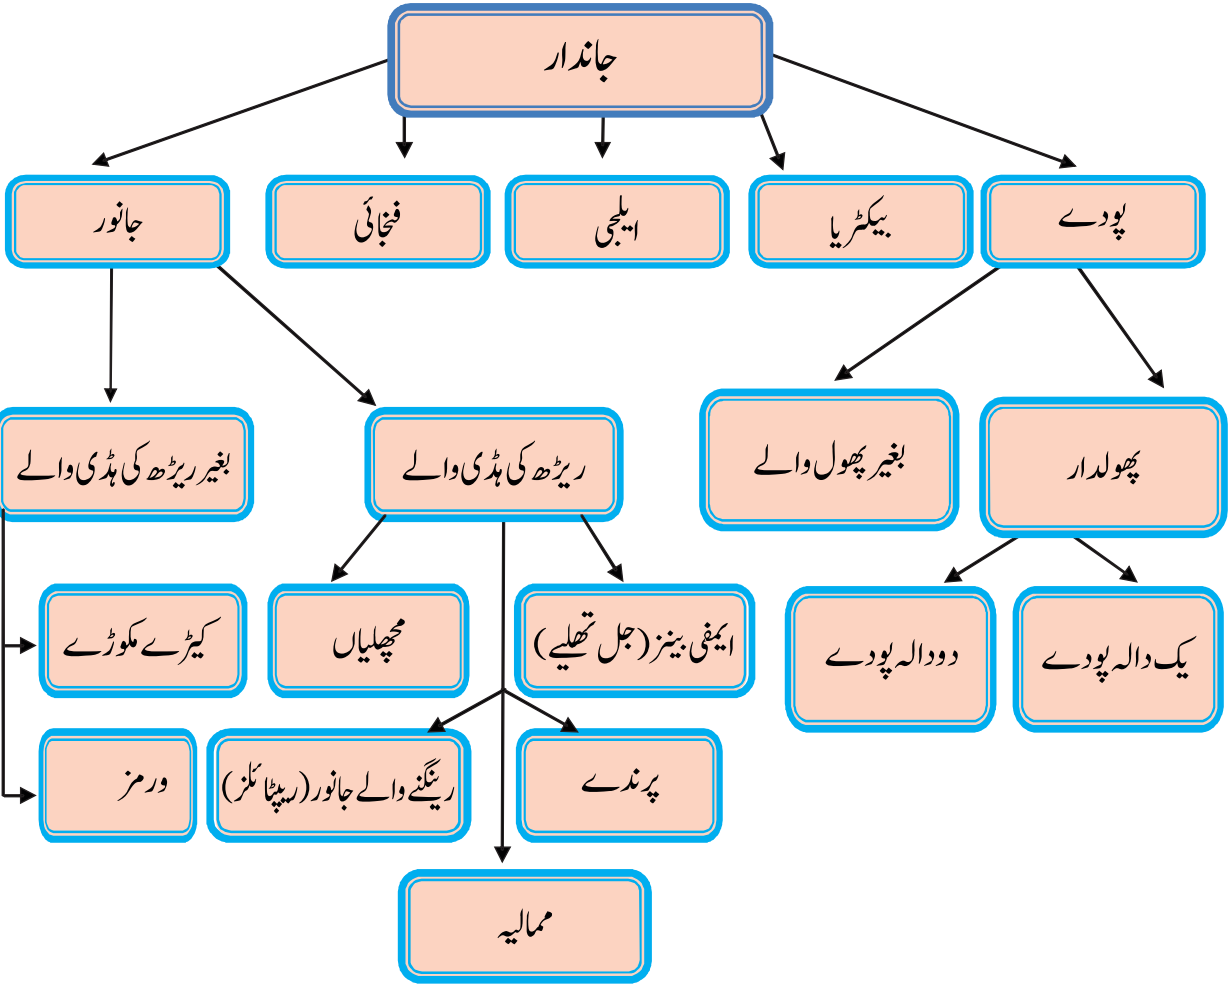 جاندار
پودے
بیکٹریا
ایلجی
فنجائی
جانور
پھولدار
بغیر پھول والے
ریڑھ کی ہڈی والے
بغیر ریڑھ کی ہڈی والے
یک دالہ پودے
دو دالہ پودے
ایمفی بینز (جل تھلیے)
مچھلیاں
کیڑے مکوڑے
پرندے
رینگنے والے جانور (ریپٹائلز)
ورمز
ممالیہ